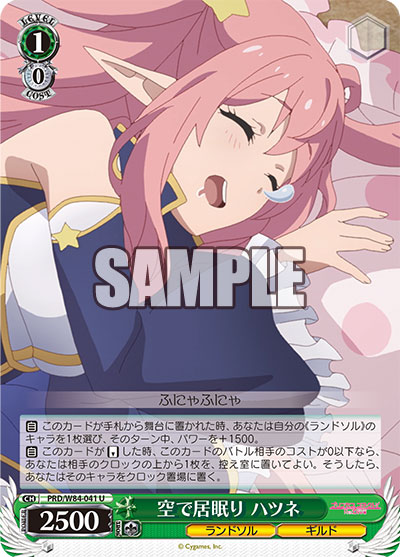 LEVEL
1
0
COST
SAMPLE
ふにゃふにゃ
自 このカードが手札から舞台に置かれた時、あなたは自分の《ランドソル》の
キャラを1枚選び、そのターン中、パワーを＋1500。
自 このカードが した時、このカードのバトル相手のコストが0以下なら、
あなたは相手のクロックの上から1枚を、控え室に置いてよい。そうしたら、
あなたはそのキャラをクロック置場に置く。
CH PRD/W84-041 U
2500
空で居眠り ハツネ
ランドソル ギルド
© Cygames, Inc.